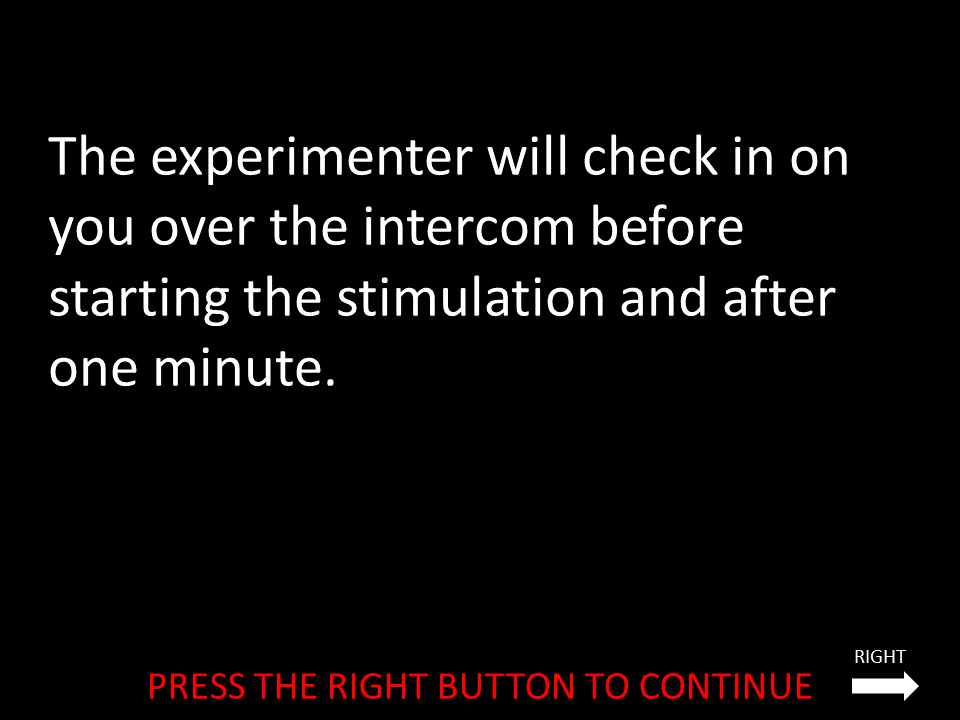 The experimenter will check in on
you over the intercom before
starting the stimulation and after
one minute.
RIGHT
PRESS THE RIGHT BUTTON TO CONTINUE